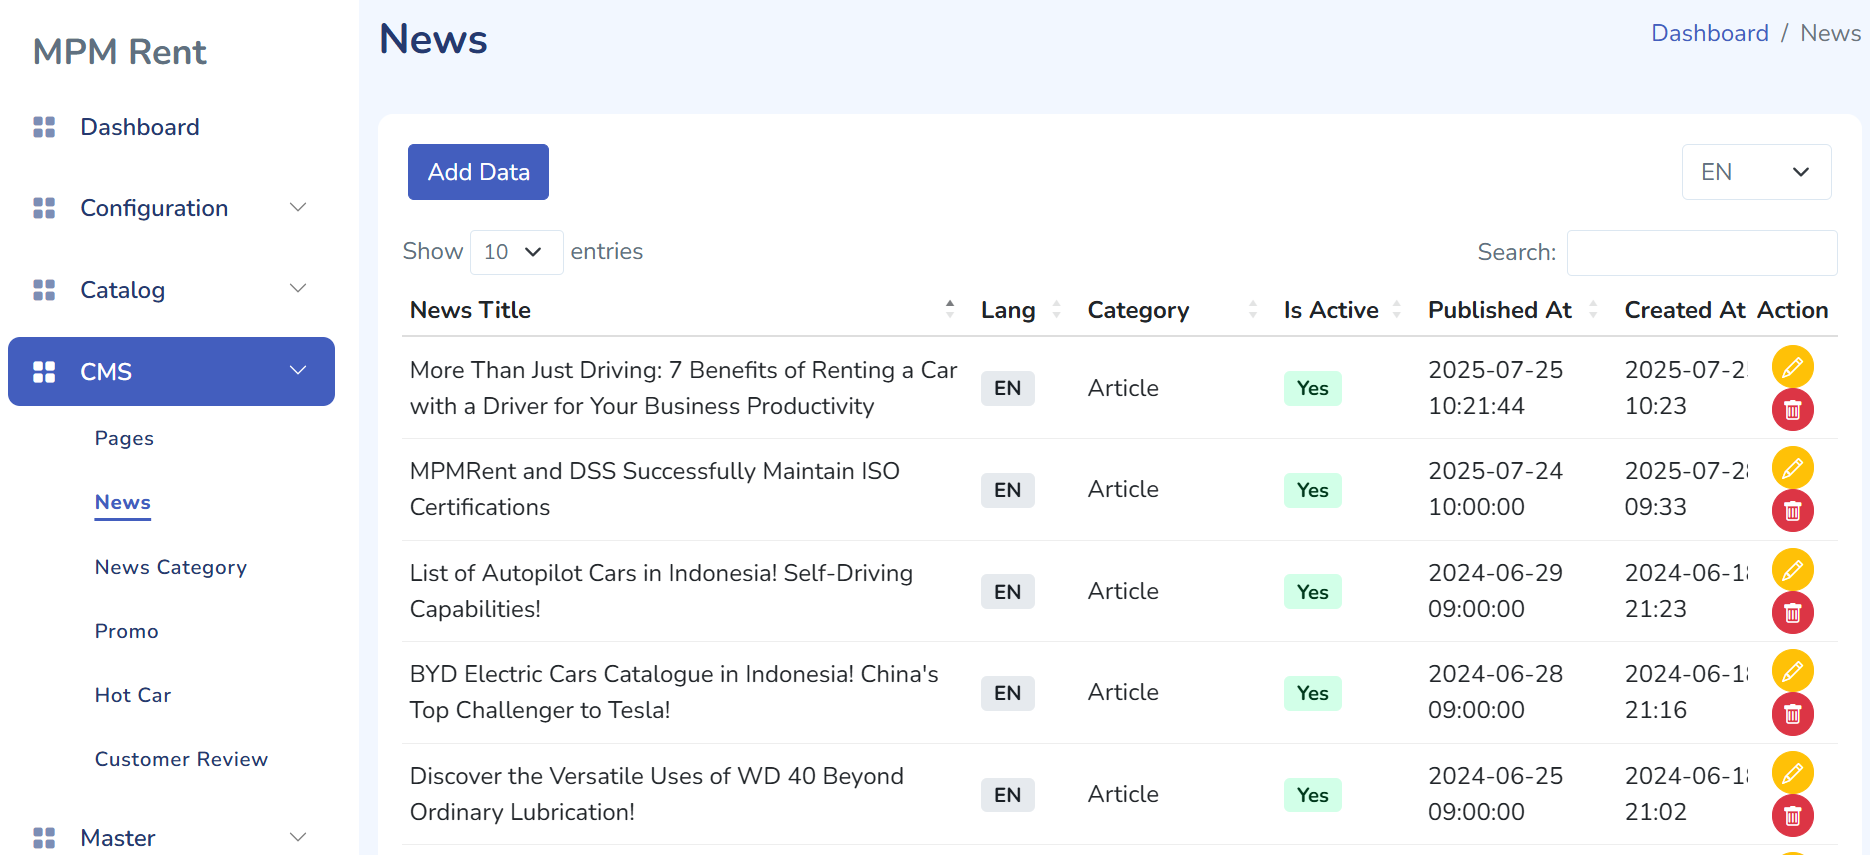 MPM Rent
Dashboard
Configuration
Catalog
CMS
Pages
News
News Category
Promo
Hot Car
Customer Review
Master
News
Dashboard / News
Add Data
EN
Show 10 entries
Search:
News Title Lang Category Is Active Published At Created At Action
More Than Just Driving: 7 Benefits of Renting a Car
with a Driver for Your Business Productivity
EN
Article
Yes
2025-07-25
10:21:44
2025-07-2
10:23
MPMRent and DSS Successfully Maintain ISO
Certifications
EN
Article
Yes
2025-07-24
10:00:00
2025-07-2
09:33
List of Autopilot Cars in Indonesia! Self-Driving
Capabilities!
EN
Article
Yes
2024-06-29
09:00:00
2024-06-1
21:23
BYD Electric Cars Catalogue in Indonesia! China's
Top Challenger to Tesla!
EN
Article
Yes
2024-06-28
09:00:00
2024-06-1
21:16
Discover the Versatile Uses of WD 40 Beyond
Ordinary Lubrication!
EN
Article
Yes
2024-06-25
09:00:00
2024-06-1
21:02